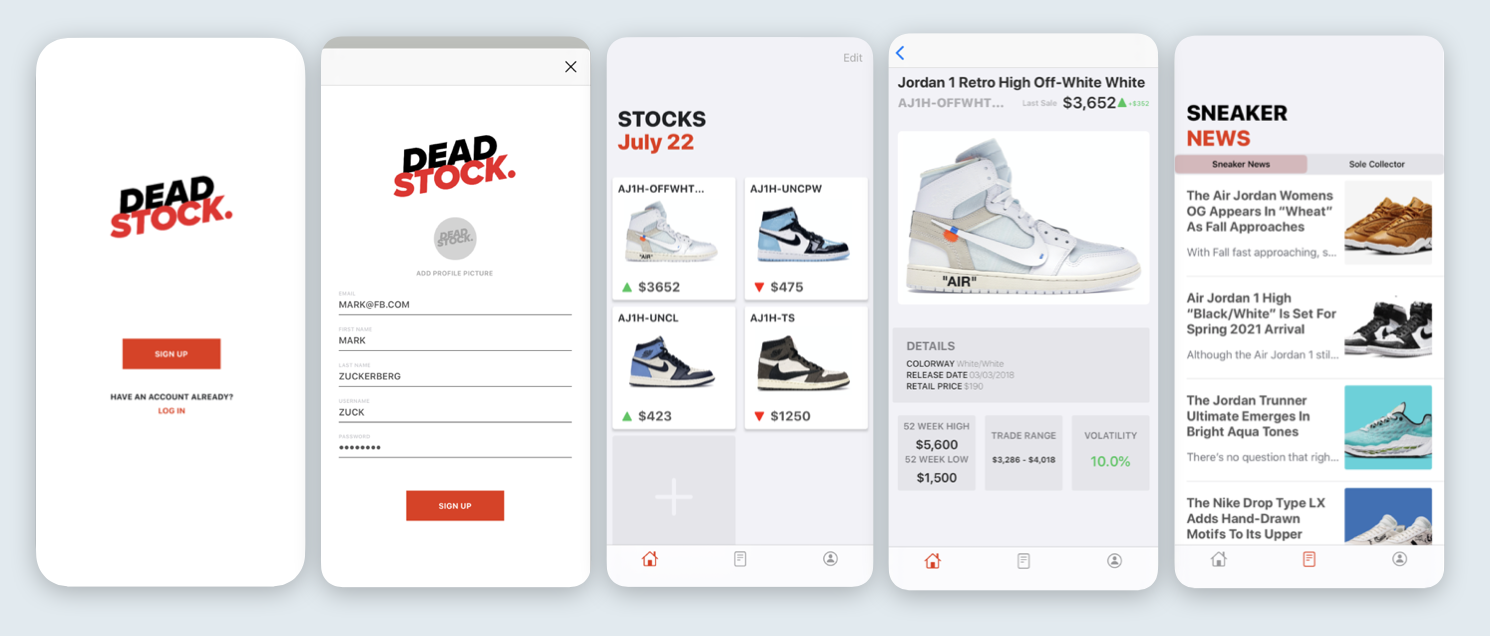 DEAD
STOCK.
SIGN UP
HAVE AN ACCOUNT ALREADY?
LOG IN
DEAD
STOCK.
DEAD
STOCK.
ADD PROFILE PICTURE
EMAIL
MARK@FB.COM
FIRST NAME
MARK
LAST NAME
ZUCKERBERG
USERNAME
ZUCK
PASSWORD
••••••••
SIGN UP
Edit
STOCKS
July 22
AJ1H-OFFWHT...
"AIR"
$3652
AJ1H-UNCPW
$475
AJ1H-UNCL
$423
AJ1H-TS
$1250
Jordan 1 Retro High Off-White White
AJ1H-OFFWHT... Last Sale $3,652 +$352
"AIR"
DETAILS
COLORWAY White/White
RELEASE DATE 03/03/2018
RETAIL PRICE $190
52 WEEK HIGH
$5,600
52 WEEK LOW
$1,500
TRADE RANGE
$3,286 - $4,018
VOLATILITY
10.0%
SNEAKER
NEWS
Sneaker News Sole Collector
The Air Jordan Womens
OG Appears In “Wheat”
As Fall Approaches
With Fall fast approaching, s...
Air Jordan 1 High
“Black/White” Is Set For
Spring 2021 Arrival
Although the Air Jordan 1 stil...
The Jordan Trunner
Ultimate Emerges In
Bright Aqua Tones
There’s no question that righ...
The Nike Drop Type LX
Adds Hand-Drawn
Motifs To Its Upper